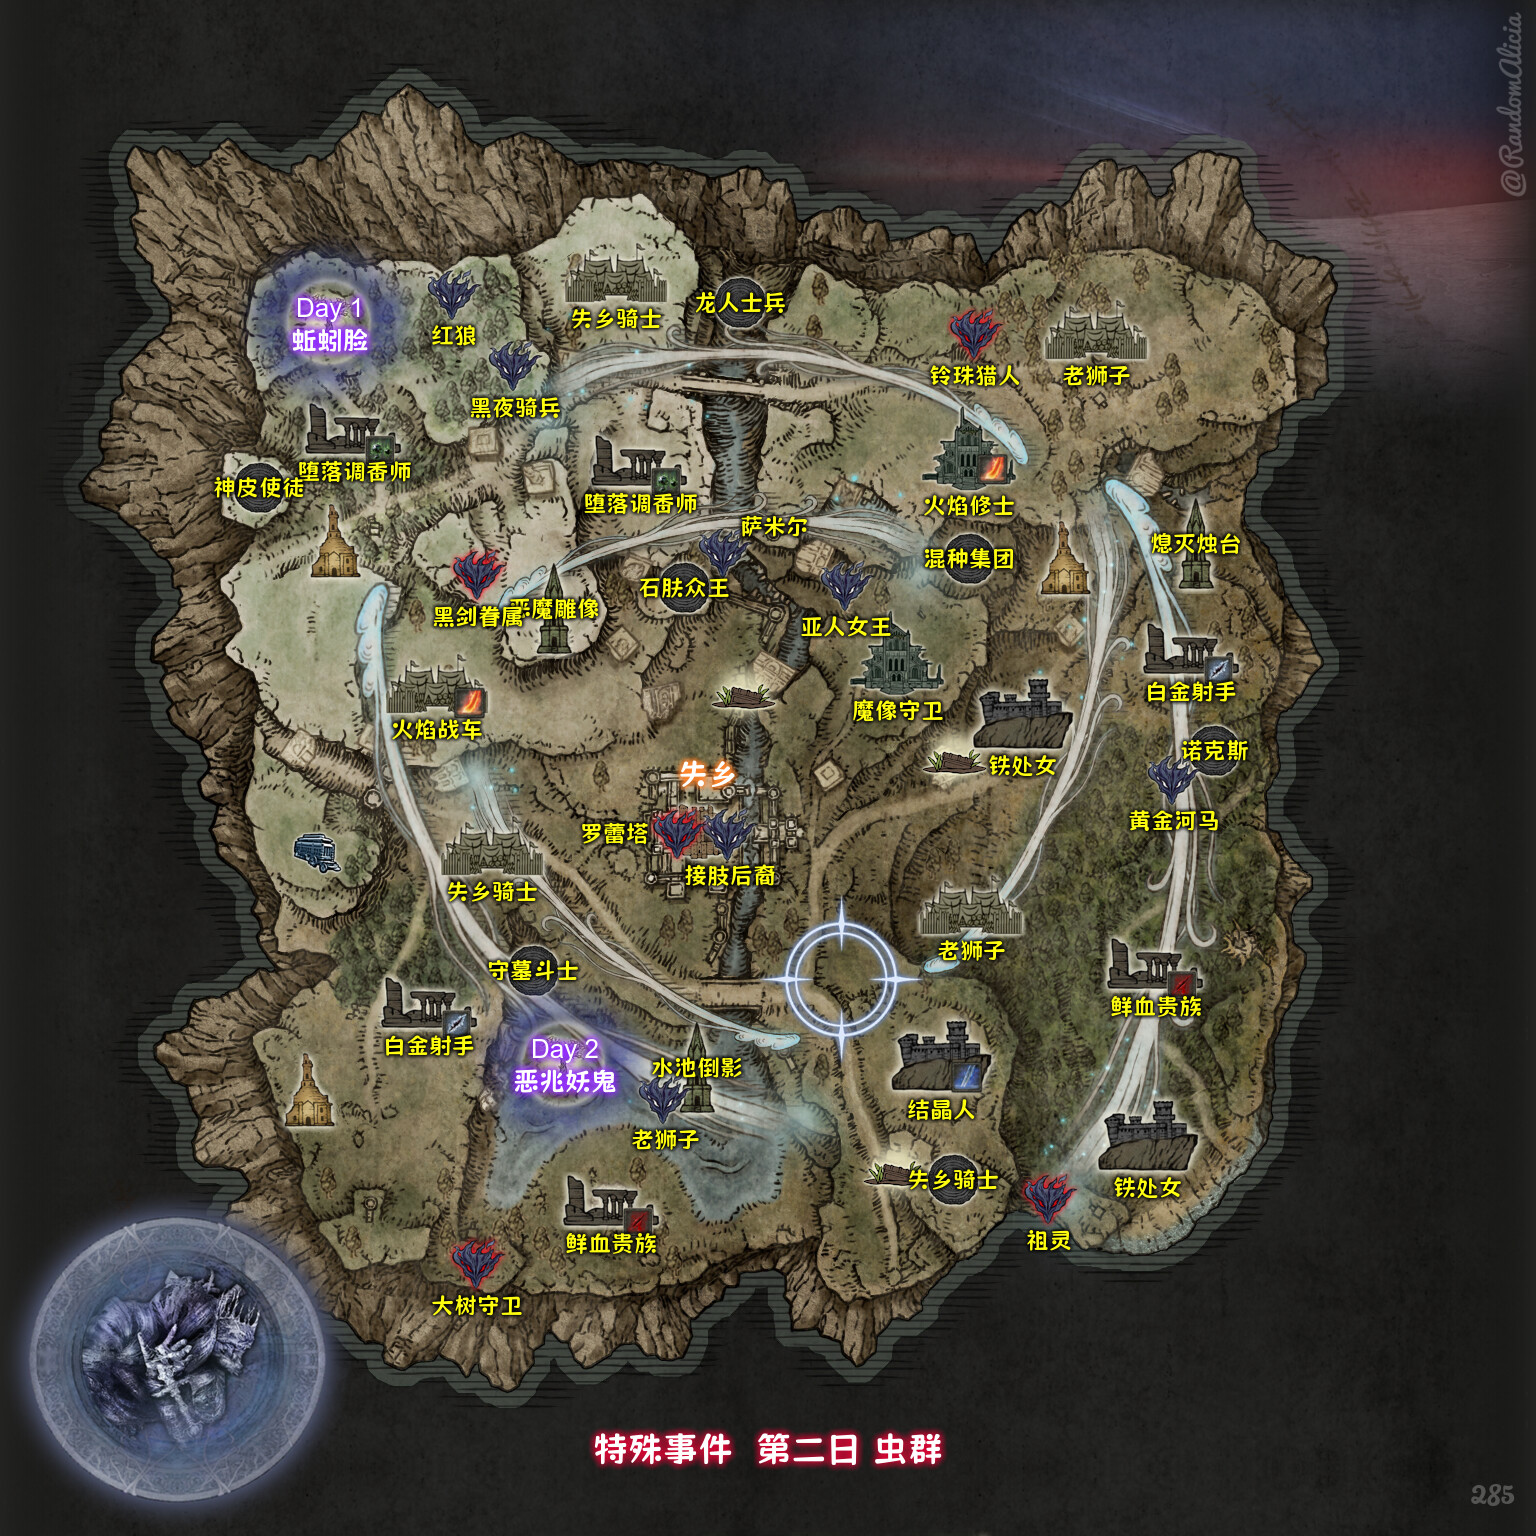 @RandomAlicia
Day 1
蚯蚓脸
红狼
失乡骑士
龙人士兵
铃珠猎人
老狮子
黑夜骑兵
堕落调香师
神皮使徒
堕落调香师
火焰修士
萨米尔
熄灭烛台
混种集团
石肤众王
黑剑眷属
恶魔雕像
亚人女王
白金射手
魔像守卫
火焰战车
诺克斯
铁处女
失乡
黄金河马
罗蕾塔
接肢后裔
失乡骑士
老狮子
守墓斗士
鲜血贵族
白金射手
Day 2
恶兆妖鬼
水池倒影
结晶人
老狮子
失乡骑士
铁处女
祖灵
鲜血贵族
大树守卫
特殊事件 第二日 虫群
285